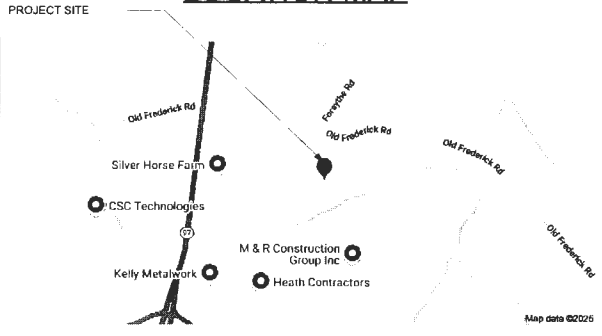 PROJECT SITE
Forsythe Rd
Old Frederick Rd
Old Frederick Rd
Old Frederick Rd
Silver Horse Farm
CSC Technologies
97
Old Frederick Rd
M & R Construction
Group Inc
Kelly Metalwork
Heath Contractors
Map data ©2025